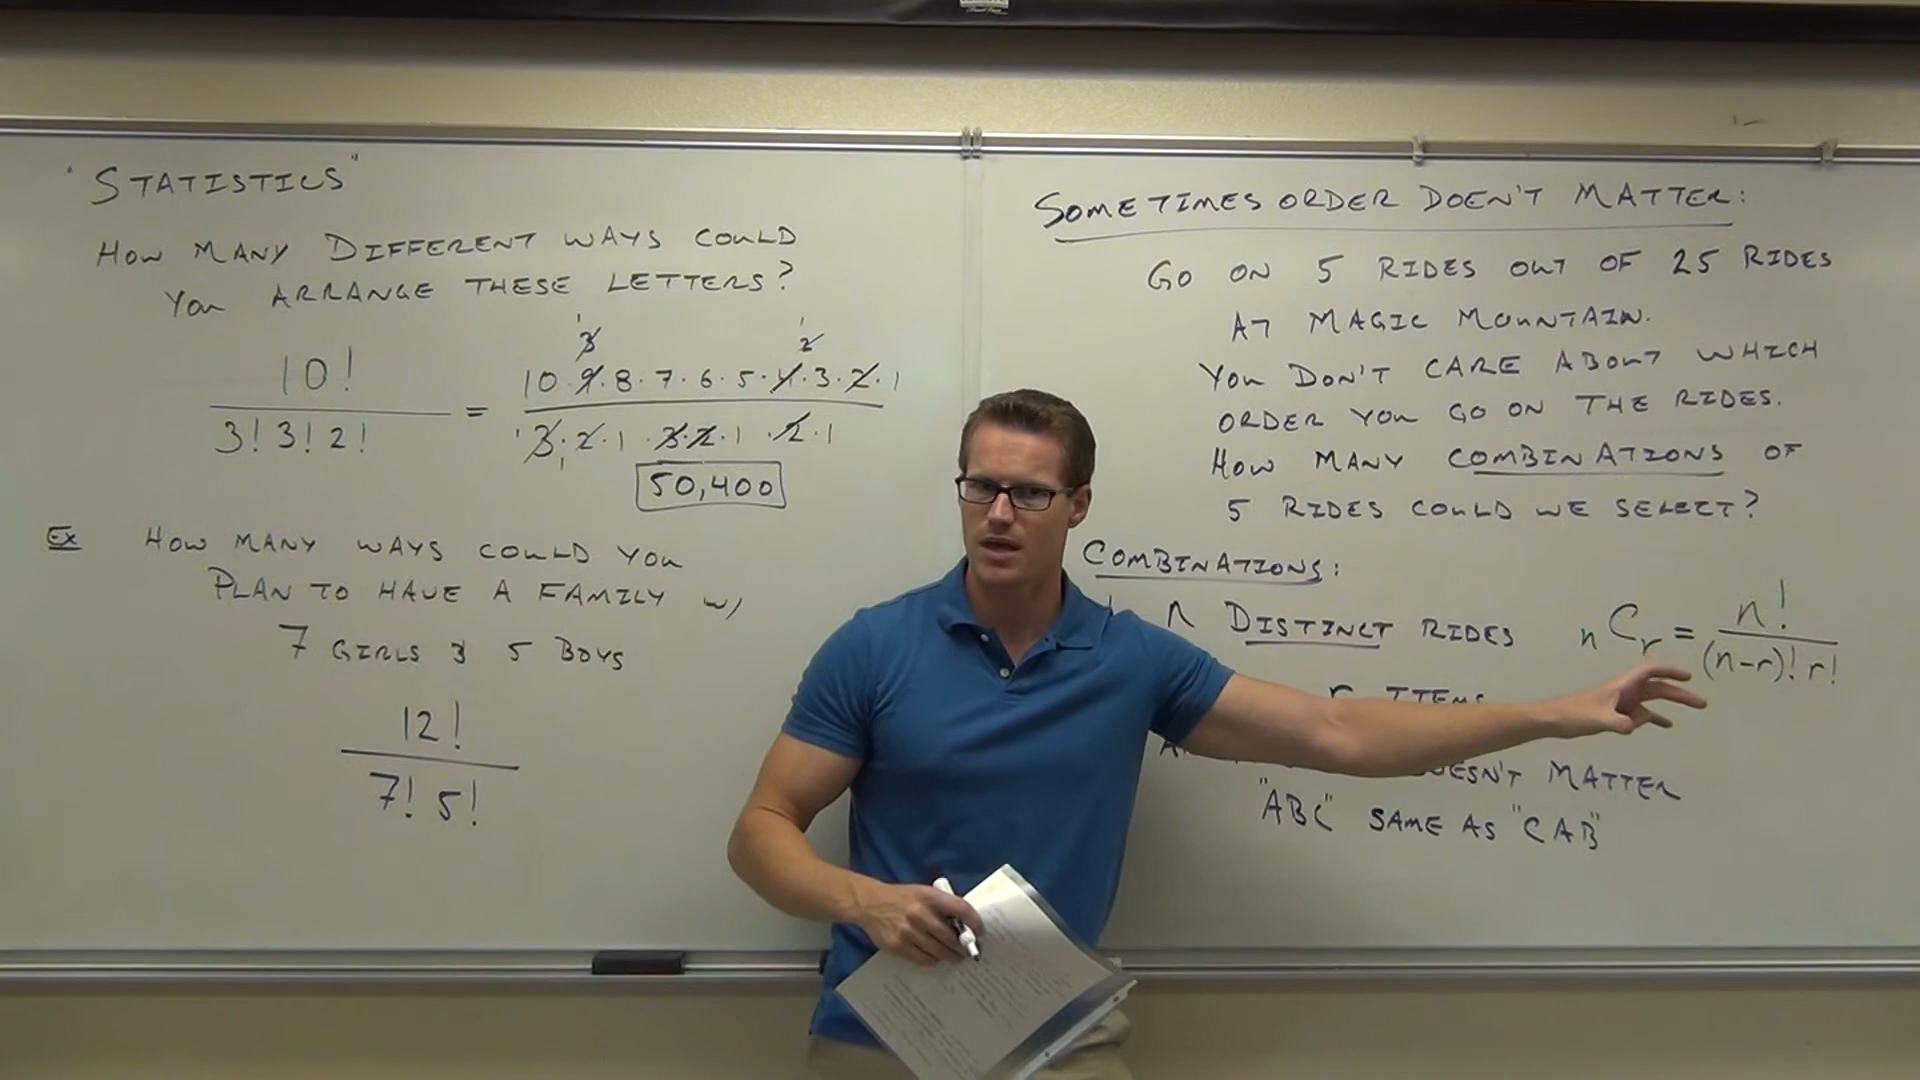 "STATISTICS"
HOW MANY DIFFERENT WAYS COULD
YOU ARRANGE THESE LETTERS?
10! / 3! 3! 2! = 10·9·8·7·6·5·4·3·2·1 / 3·2·1·3·2·1·2·1
50,400
Ex HOW MANY WAYS COULD YOU
PLAN TO HAVE A FAMILY W/
7 GIRLS & 5 BOYS
12!
7! 5!
SOMETIMES ORDER DOEN'T MATTER:
GO ON 5 RIDES OUT OF 25 RIDES
AT MAGIC MOUNTAIN.
YOU DON'T CARE ABOUT WHICH
ORDER YOU GO ON THE RIDES.
HOW MANY COMBINATIONS OF
5 RIDES COULD WE SELECT?
COMBINATIONS:
n DISTINCT RIDES
nCr = n! / (n-r)! r!
r ITEMS
DOESN'T MATTER
"ABC" SAME AS "CAB"